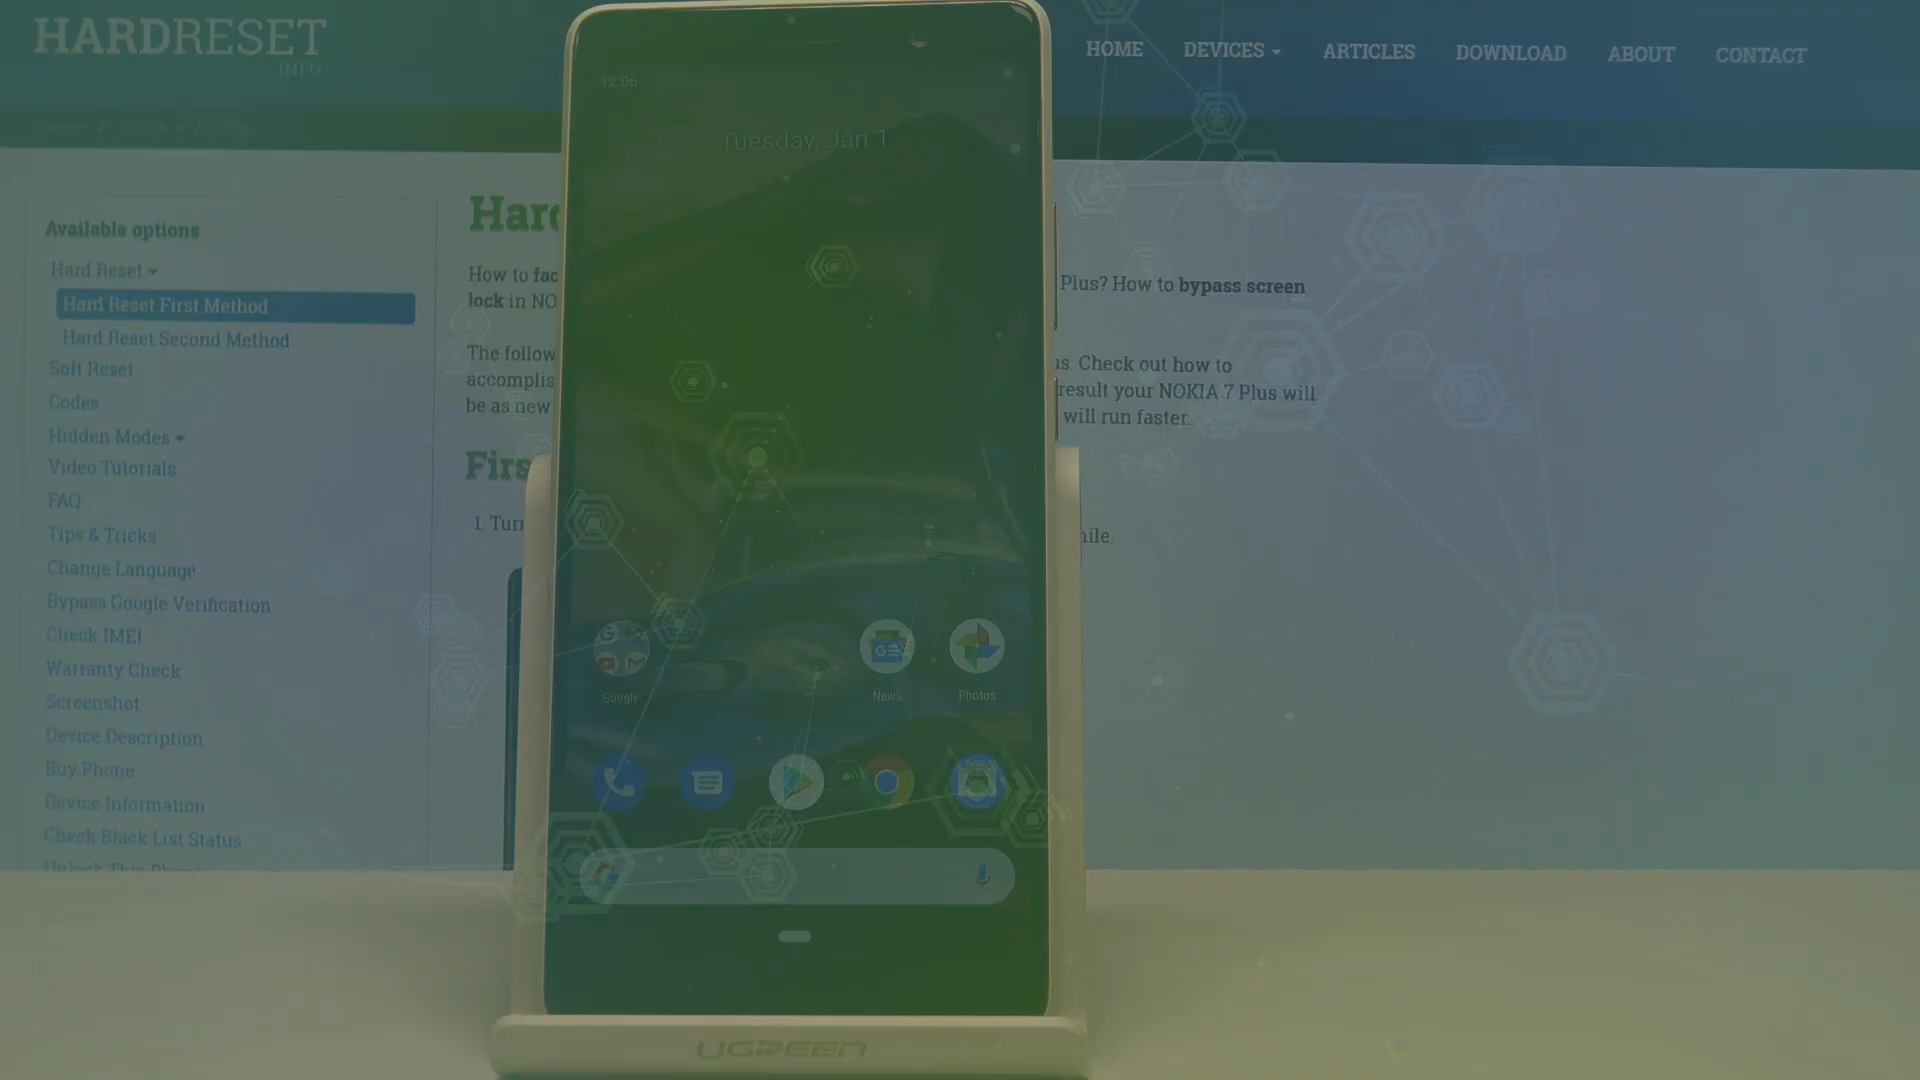 HARDRESET
INFO
HOME
DEVICES
ARTICLES
DOWNLOAD
ABOUT
CONTACT
12:06
Tuesday, Jan 1
Available options
Hard Reset
Hard Reset First Method
Hard Reset Second Method
Soft Reset
Codes
Hidden Modes
Video Tutorials
FAQ
Tips & Tricks
Change Language
Bypass Google Verification
Check IMEI
Warranty Check
Screenshot
Device Description
Buy Phone
Device Information
Check Black List Status
How to
Plus? How to bypass screen
lock in NO
The follow
Check out how to
accomplis
result your NOKIA 7 Plus will
be as new
will run faster.
Firs
1. Turn
Google
News
Photos
UGREEN